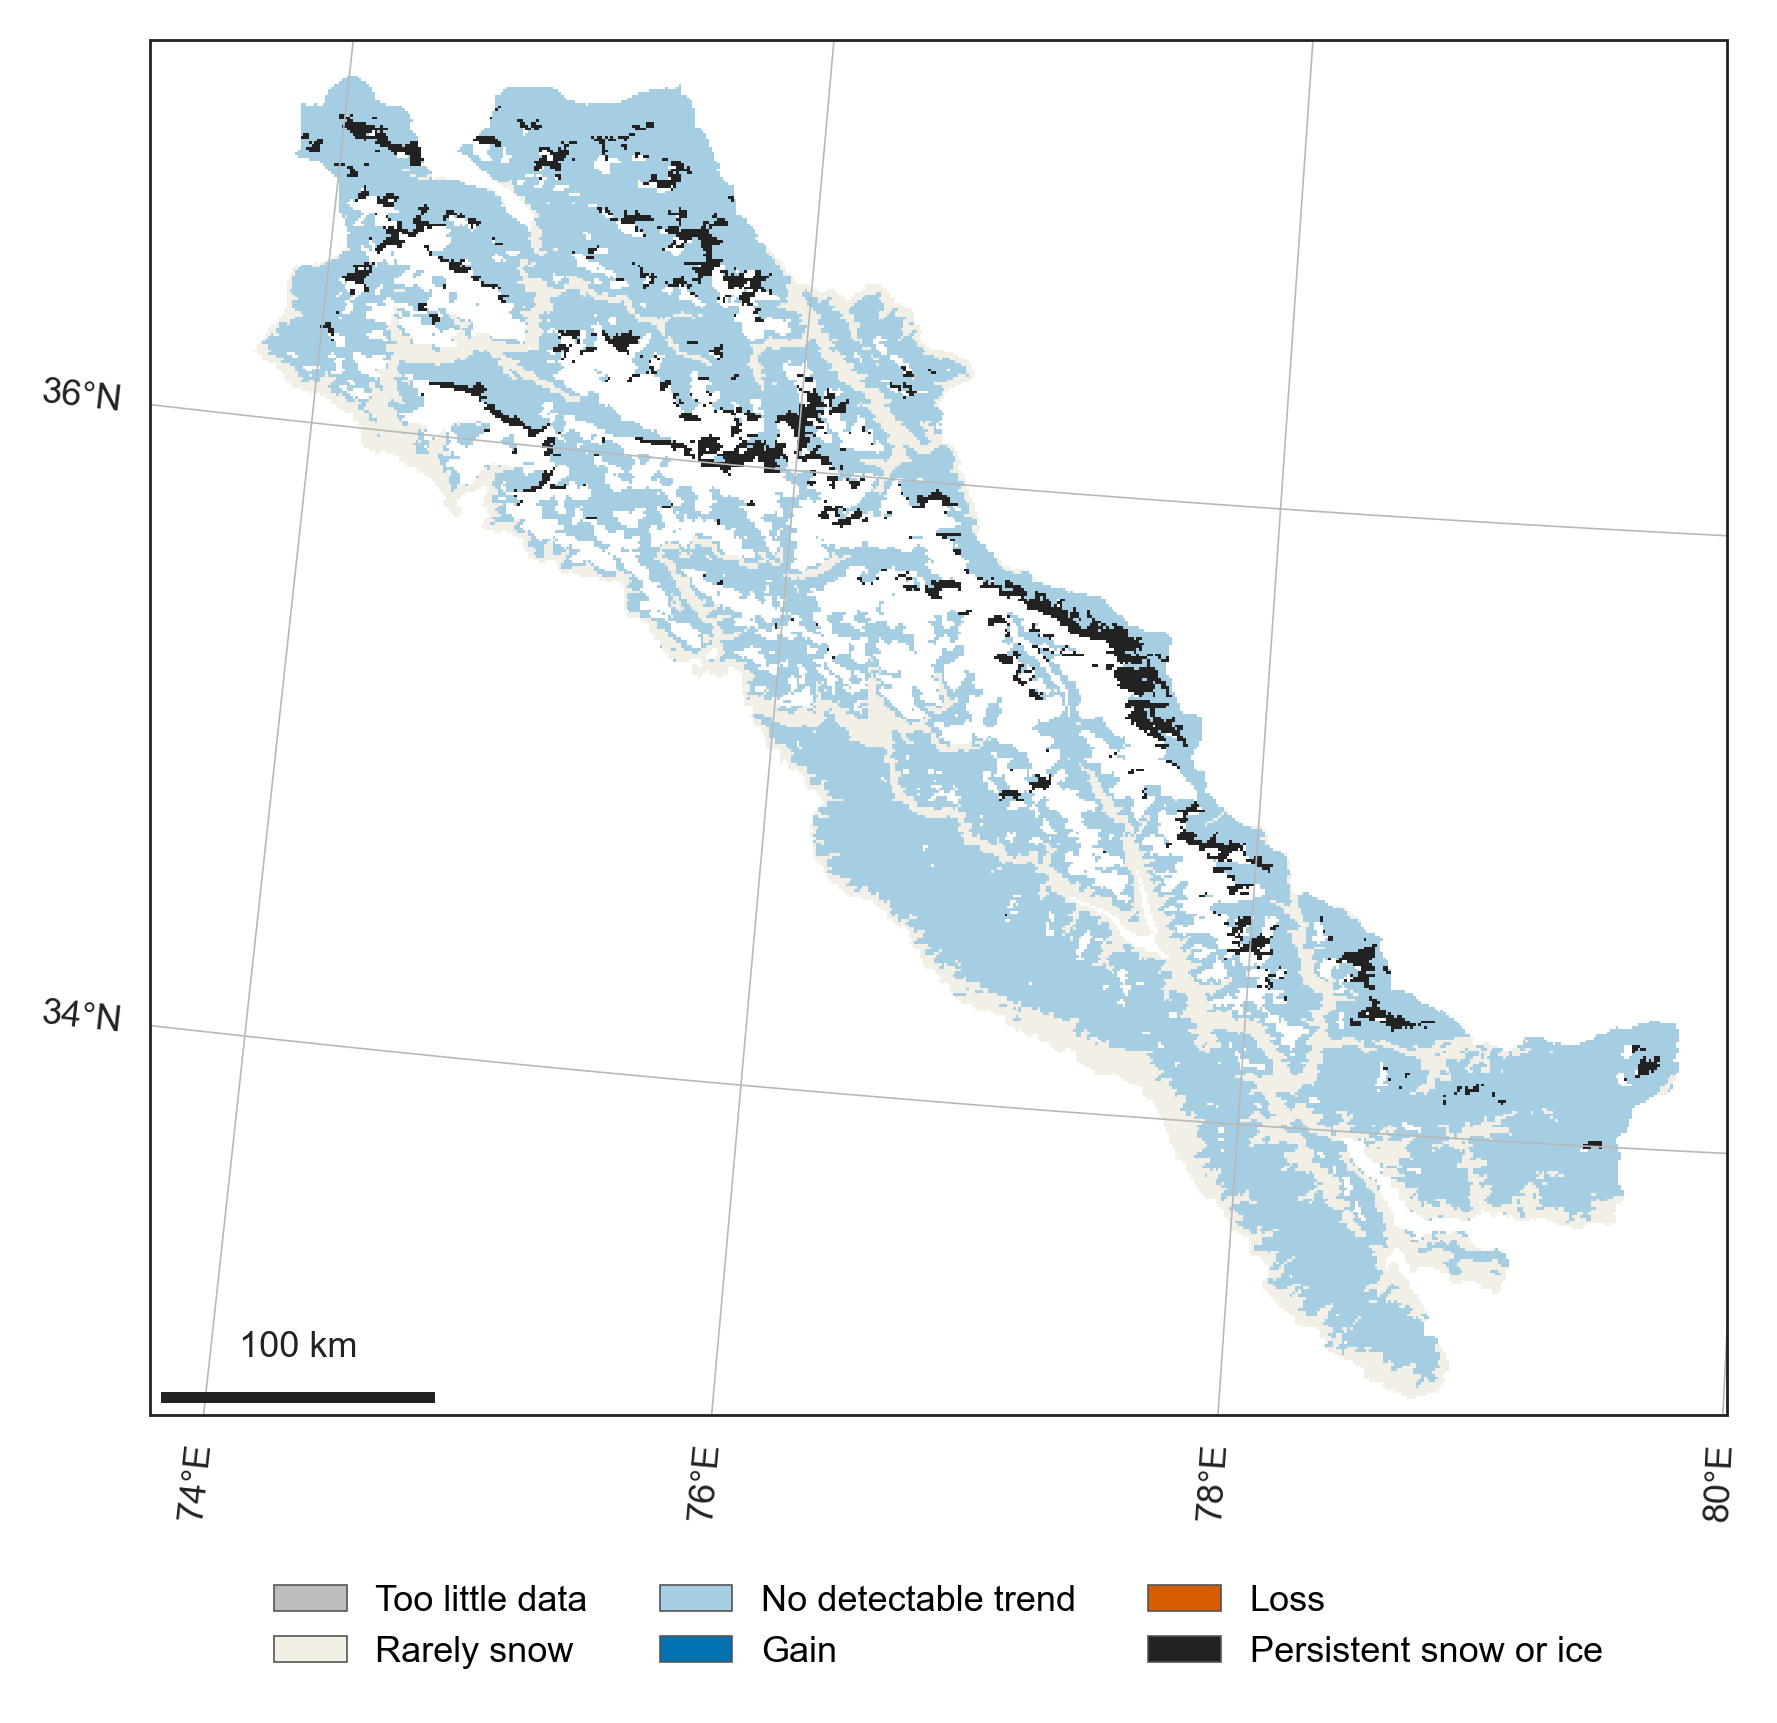 36°N
34°N
100 km
74°E
76°E
78°E
80°E
Too little data
No detectable trend
Loss
Rarely snow
Gain
Persistent snow or ice